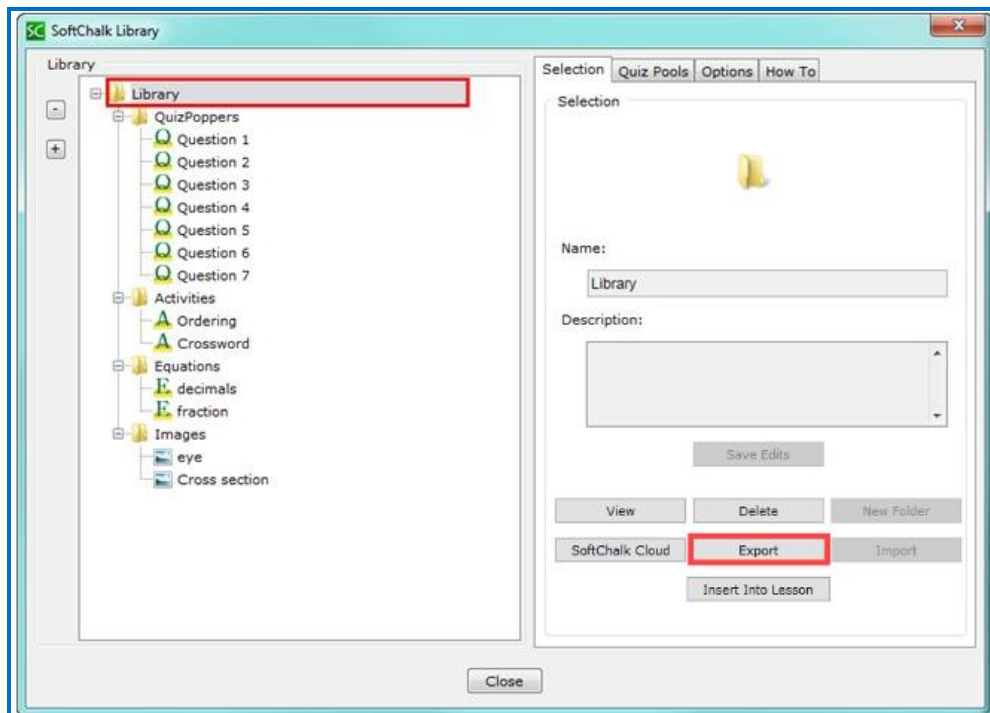 SC SoftChalk Library
x
Library
-
+
Library
QuizPoppers
Q Question 1
Q Question 2
Q Question 3
Q Question 4
Q Question 5
Q Question 6
Q Question 7
Activities
A Ordering
A Crossword
Equations
E decimals
E fraction
Images
eye
Cross section
Selection Quiz Pools Options How To
Selection
Name:
Library
Description:
Save Edits
View Delete New Folder
SoftChalk Cloud Export Import
Insert Into Lesson
Close